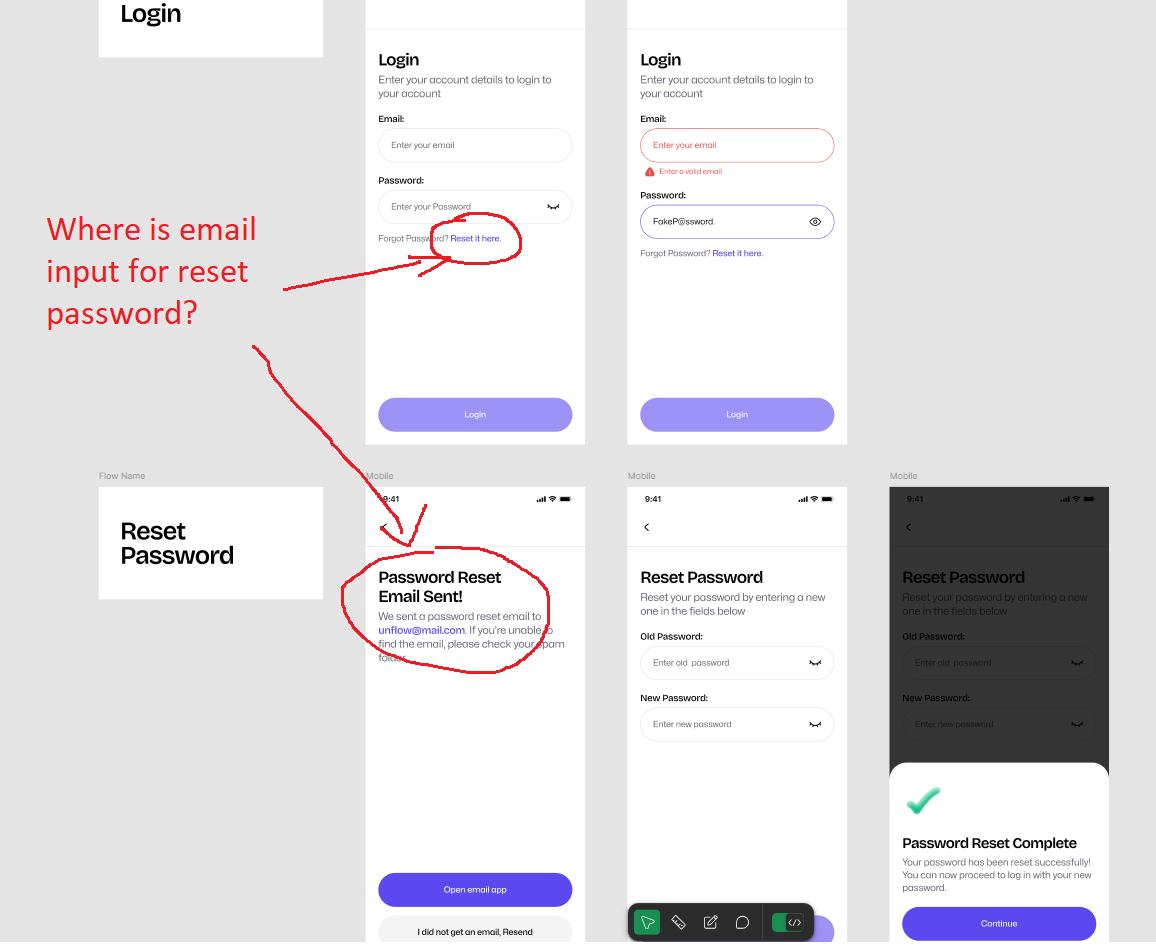 Login
Login
Enter your account details to login to
your account
Email:
Enter your email
Password:
Enter your Password
Forgot Password? Reset it here.
Login
Login
Enter your account details to login to
your account
Email:
Enter your email
Enter a valid email
Password:
FakeP@ssword.
Forgot Password? Reset it here.
Login
Where is email
input for reset
password?
Flow Name
Reset
Password
Mobile
9:41
Password Reset
Email Sent!
We sent a password reset email to
unflow@mail.com. If you're unable to
find the email, please check your spam
folder.
Open email app
I did not get an email, Resend
Mobile
9:41
Reset Password
Reset your password by entering a new
one in the fields below
Old Password:
Enter old password
New Password:
Enter new password
Mobile
9:41
Reset Password
Reset your password by entering a new
one in the fields below
Old Password:
Enter old password
New Password:
Enter new password
Password Reset Complete
Your password has been reset successfully!
You can now proceed to log in with your new
password.
Continue